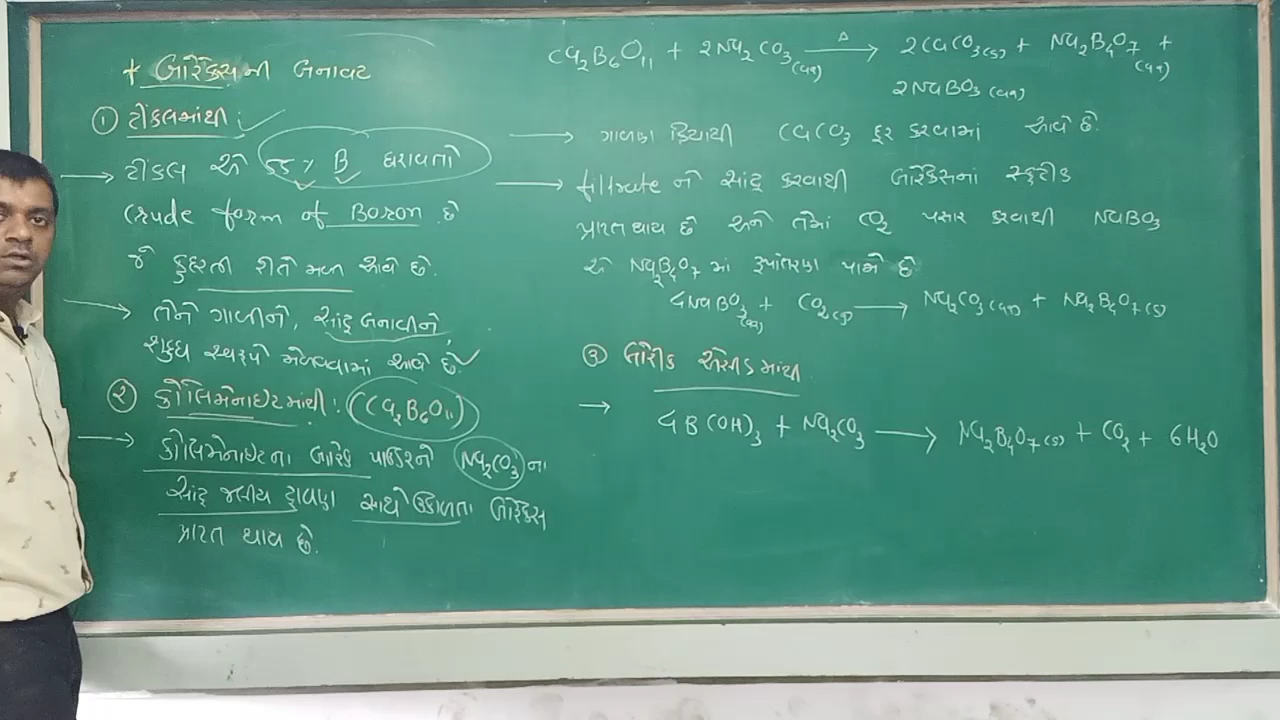 * બોરેક્સની બનાવટ
① ટીંકલમાંથી :
→ ટીંકલ એ 55% B ધરાવતો
Crude form of Boron છે
જે કુદરતી રીતે મળી આવે છે.
→ તેને ગાળીને, સાંદ્ર બનાવીને
શુદ્ધ સ્વરૂપે મેળવવામાં આવે છે.
② કોલિમેનાઇટમાંથી : (Ca₂B₆O₁₁)
→ કોલિમેનાઇટના બારીક પાઉડરને Na₂CO₃ ના
સાંદ્ર જલીય દ્રાવણ સાથે ઉકાળતા બોરેક્સ
પ્રાપ્ત થાય છે.
Ca₂B₆O₁₁ + 2Na₂CO₃(aq) —Δ→ 2CaCO₃(s) + Na₂B₄O₇(aq) +
2NaBO₂(aq)
→ ગાળણ ક્રિયાથી CaCO₃ દૂર કરવામાં આવે છે.
→ filtrate ને સાંદ્ર કરવાથી બોરેક્સનાં સ્ફટીક
પ્રાપ્ત થાય છે અને તેમાં CO₂ પસાર કરવાથી NaBO₃
એ Na₂B₄O₇ માં રૂપાંતરણ પામે છે
4NaBO₃(aq) + CO₂(g) → Na₂CO₃(aq) + Na₂B₄O₇(s)
③ બોરીક એસીડમાંથી
→ 4B(OH)₃ + Na₂CO₃ → Na₂B₄O₇(s) + CO₂ + 6H₂O